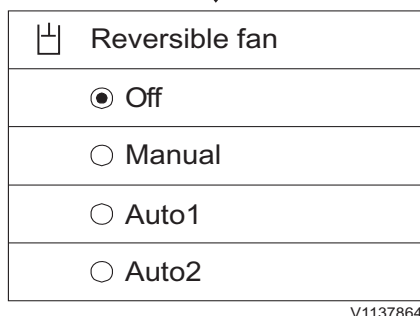 Reversible fan
Off
Manual
Auto1
Auto2
V1137864